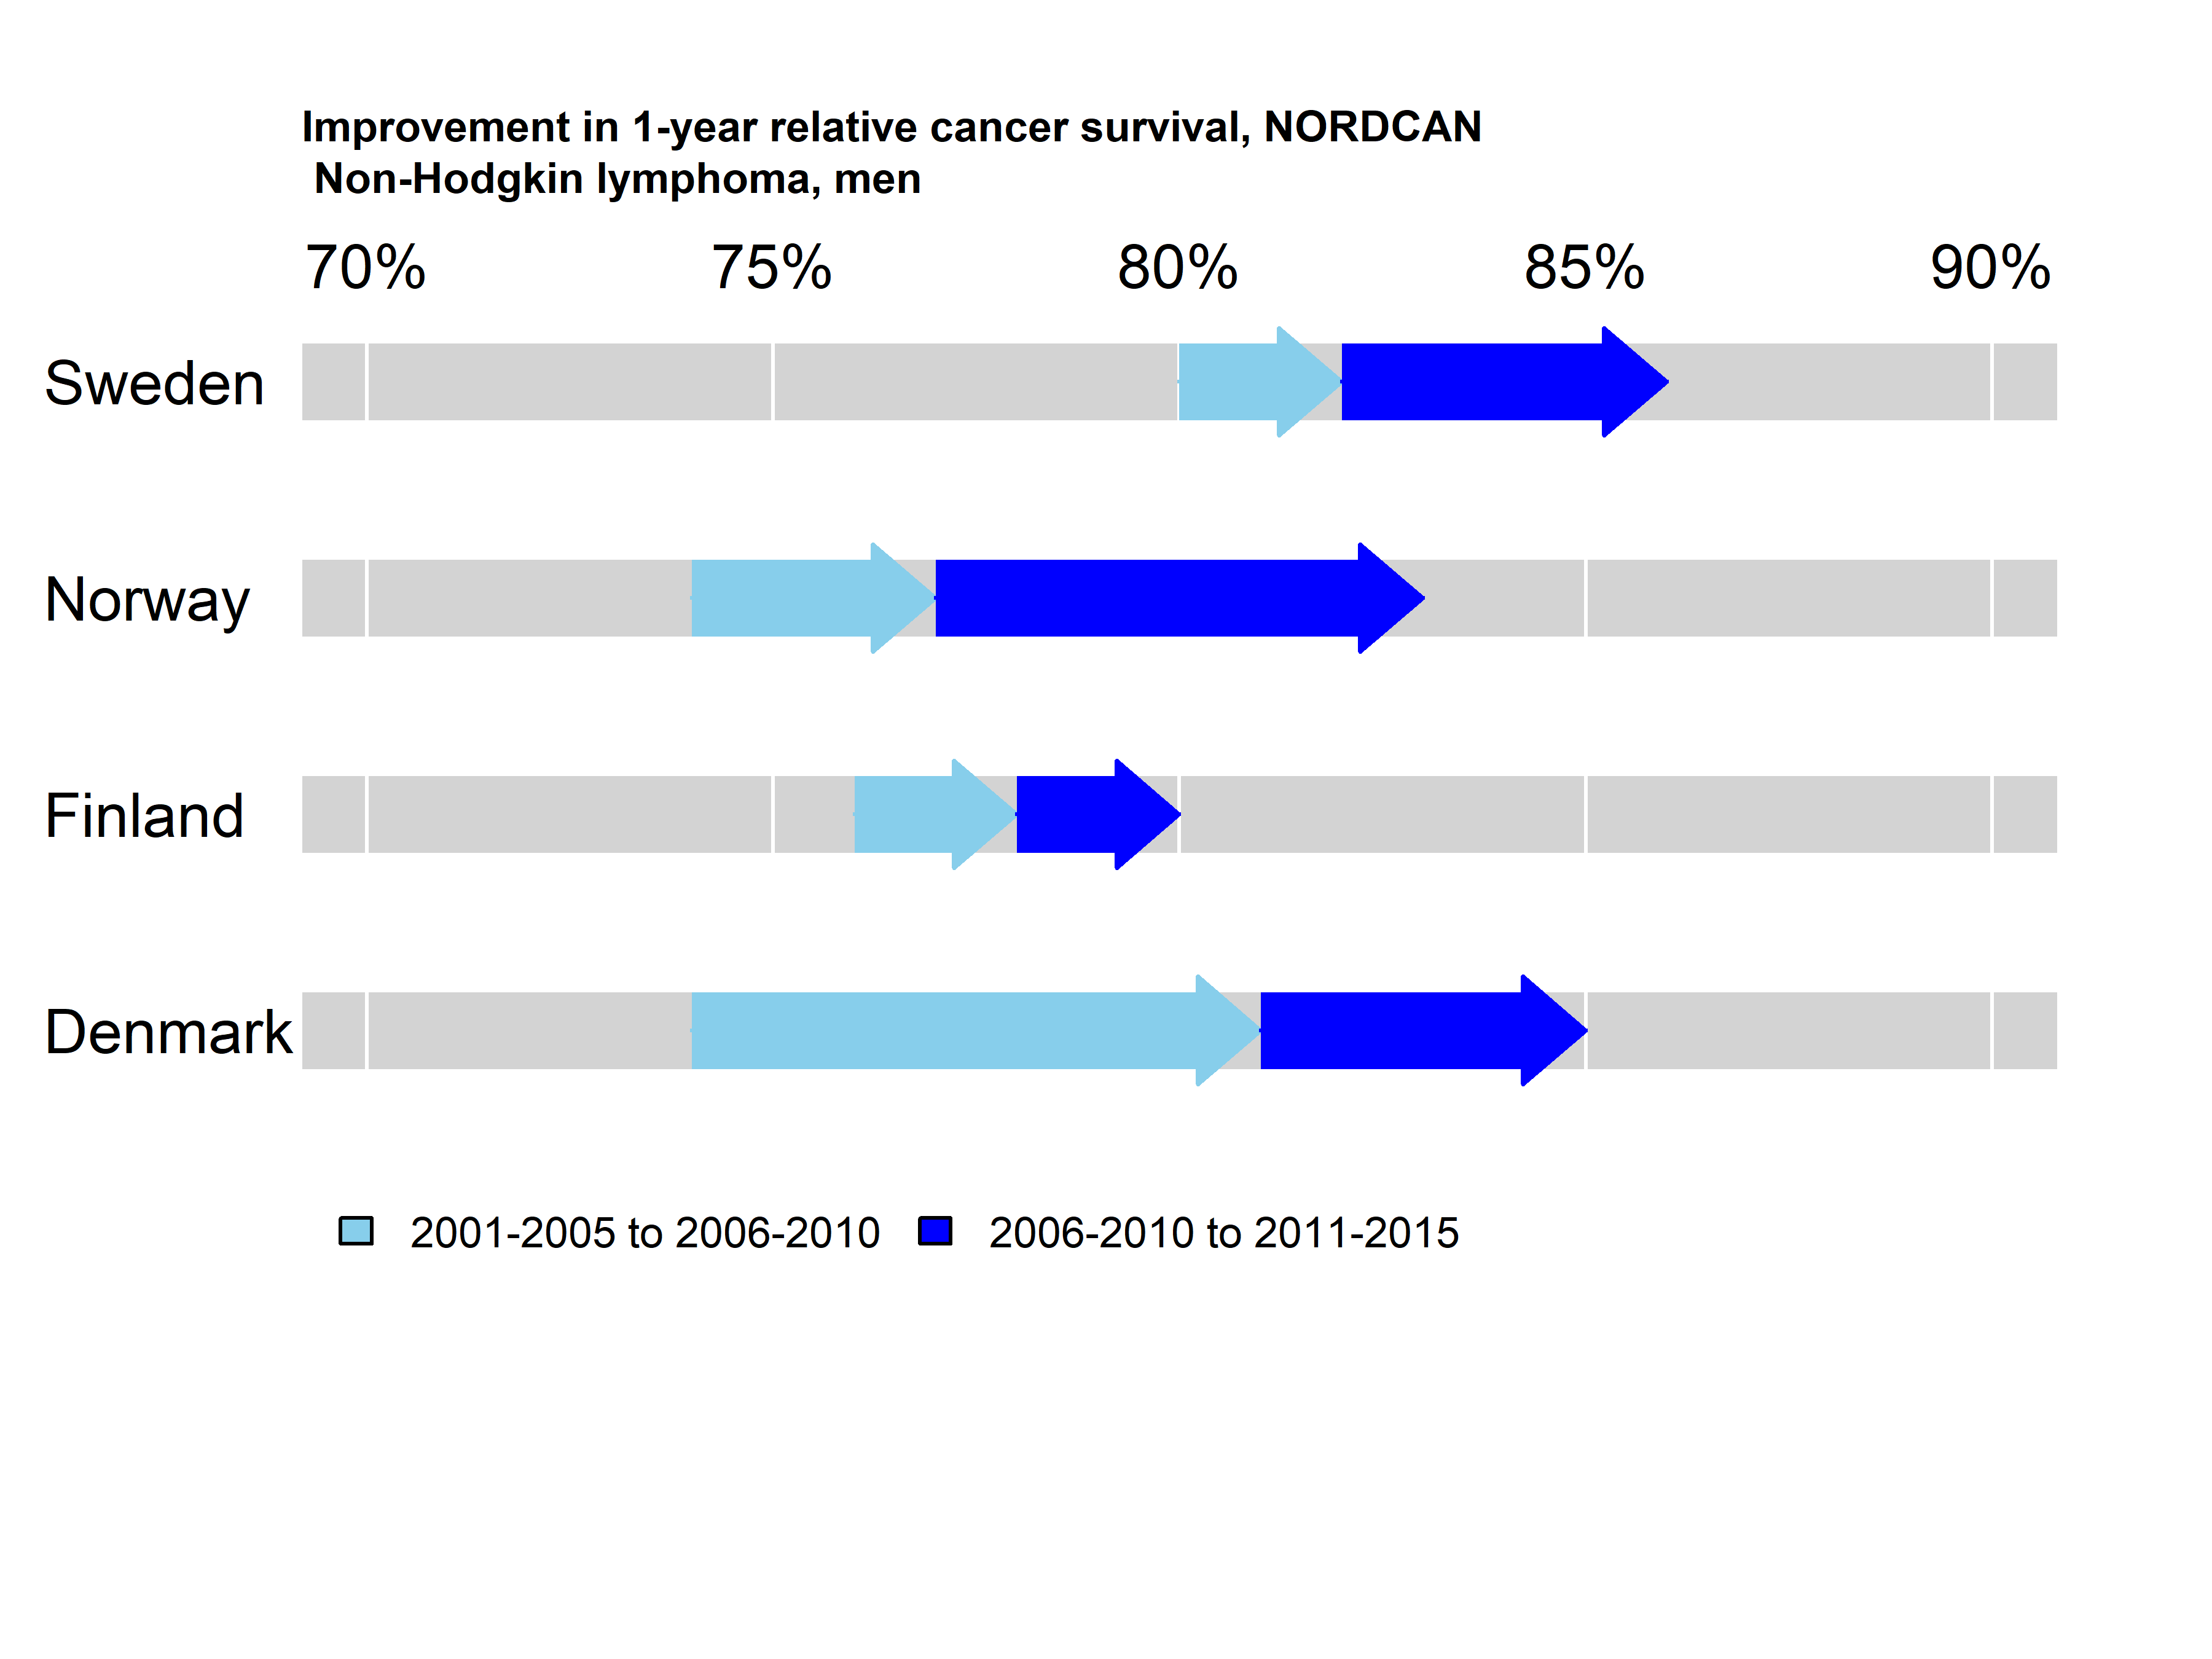 Improvement in 1-year relative cancer survival, NORDCAN
Non-Hodgkin lymphoma, men
70% 75% 80% 85% 90%
Sweden
Norway
Finland
Denmark
2001-2005 to 2006-2010 2006-2010 to 2011-2015